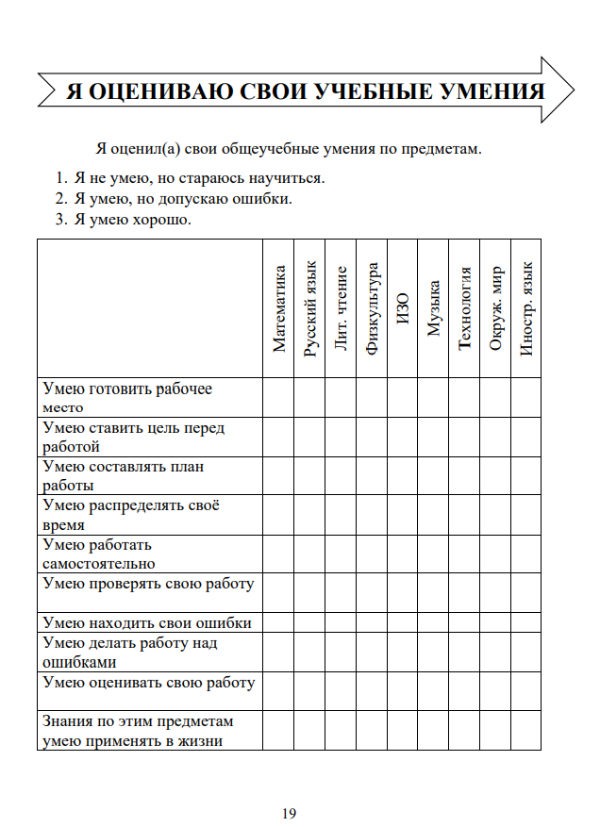 Я ОЦЕНИВАЮ СВОИ УЧЕБНЫЕ УМЕНИЯ
Я оценил(а) свои общеучебные умения по предметам.
1. Я не умею, но стараюсь научиться.
2. Я умею, но допускаю ошибки.
3. Я умею хорошо.
Математика
Русский язык
Лит. чтение
Физкультура
ИЗО
Музыка
Технология
Окруж. мир
Иностр. язык
Умею готовить рабочее
место
Умею ставить цель перед
работой
Умею составлять план
работы
Умею распределять своё
время
Умею работать
самостоятельно
Умею проверять свою работу
Умею находить свои ошибки
Умею делать работу над
ошибками
Умею оценивать свою работу
Знания по этим предметам
умею применять в жизни
19